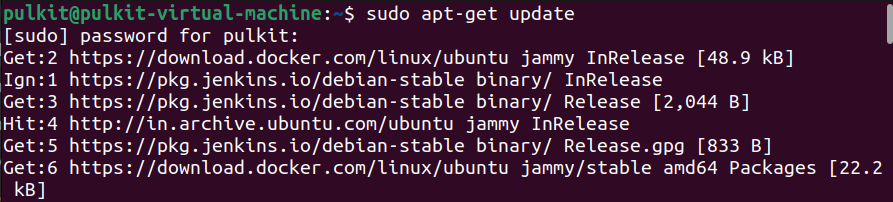 pulkit@pulkit-virtual-machine:~$ sudo apt-get update
[sudo] password for pulkit:
Get:2 https://download.docker.com/linux/ubuntu jammy InRelease [48.9 kB]
Ign:1 https://pkg.jenkins.io/debian-stable binary/ InRelease
Get:3 https://pkg.jenkins.io/debian-stable binary/ Release [2,044 B]
Hit:4 http://in.archive.ubuntu.com/ubuntu jammy InRelease
Get:5 https://pkg.jenkins.io/debian-stable binary/ Release.gpg [833 B]
Get:6 https://download.docker.com/linux/ubuntu jammy/stable amd64 Packages [22.2
 kB]